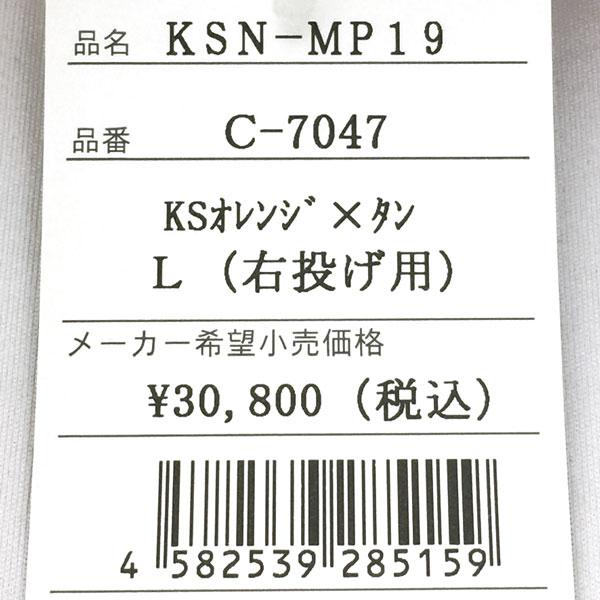 品名 KSN-MP19
品番 C-7047
KSｵﾚﾝｼﾞ×ﾀﾝ
L (右投げ用)
メーカー希望小売価格
¥30,800 (税込)
4 582539 285159